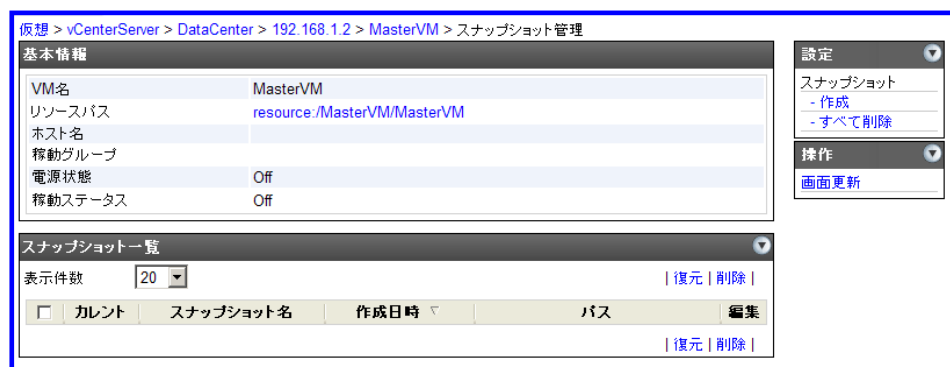 仮想 > vCenterServer > DataCenter > 192.168.1.2 > MasterVM > スナップショット管理
基本情報
VM名 MasterVM
リソースパス resource:/MasterVM/MasterVM
ホスト名
稼動グループ
電源状態 Off
稼動ステータス Off
スナップショット一覧
表示件数 20 | 復元 | 削除 |
カレント スナップショット名 作成日時 パス 編集
| 復元 | 削除 |
設定
スナップショット
- 作成
- すべて削除
操作
画面更新